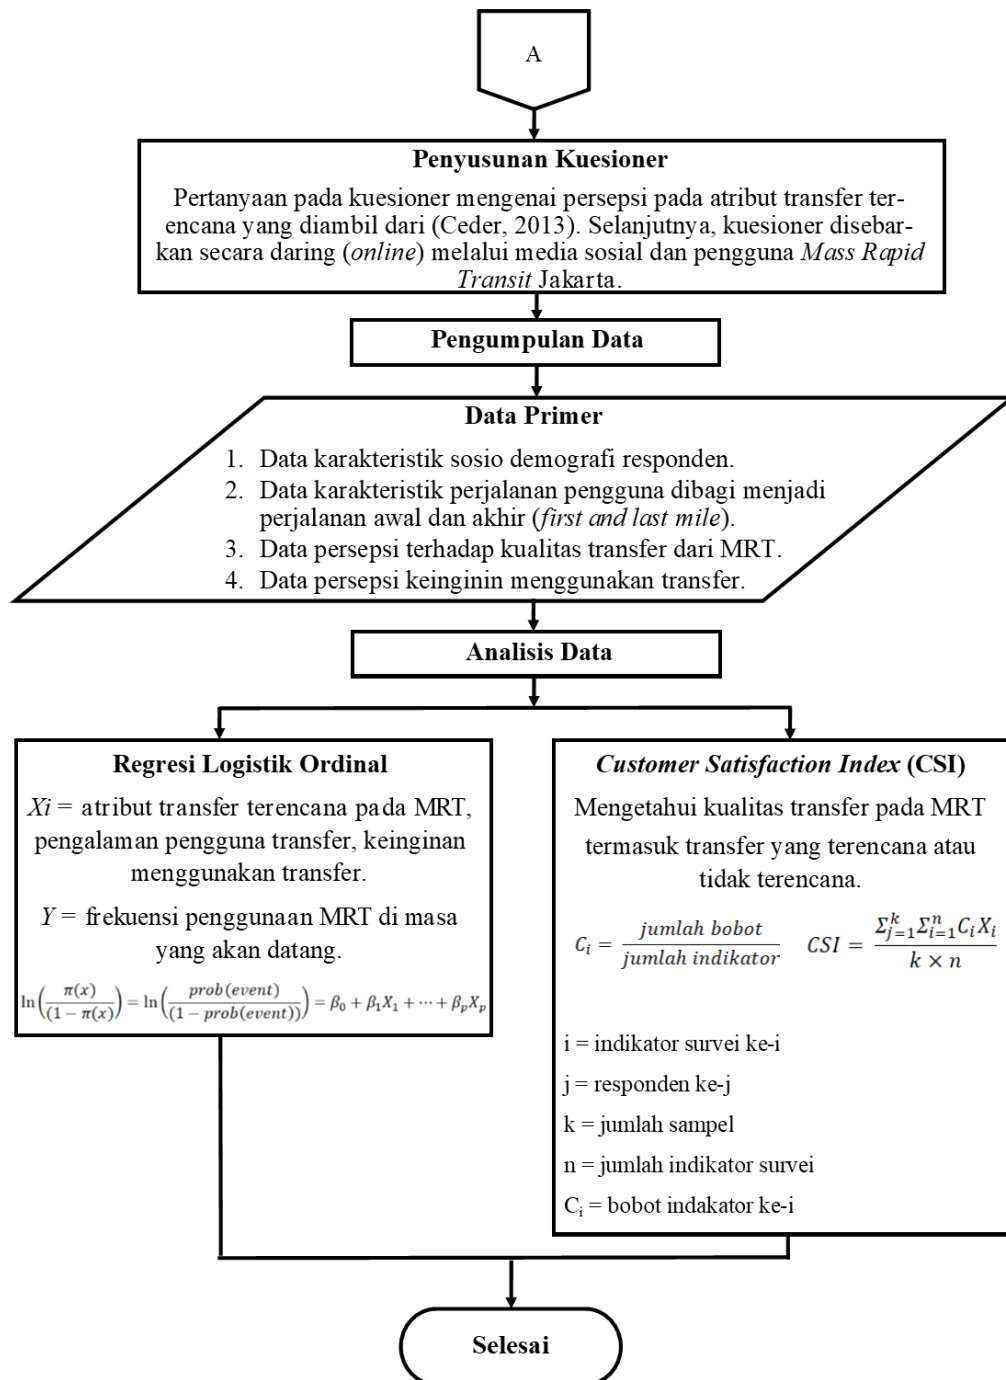 A
Penyusunan Kuesioner
Pertanyaan pada kuesioner mengenai persepsi pada atribut transfer ter-
encana yang diambil dari (Ceder, 2013). Selanjutnya, kuesioner disebar-
kan secara daring (online) melalui media sosial dan pengguna Mass Rapid
Transit Jakarta.
Pengumpulan Data
Data Primer
1. Data karakteristik sosio demografi responden.
2. Data karakteristik perjalanan pengguna dibagi menjadi
perjalanan awal dan akhir (first and last mile).
3. Data persepsi terhadap kualitas transfer dari MRT.
4. Data persepsi keinginin menggunakan transfer.
Analisis Data
Regresi Logistik Ordinal
Xi = atribut transfer terencana pada MRT,
pengalaman pengguna transfer, keinginan
menggunakan transfer.
Y = frekuensi penggunaan MRT di masa
yang akan datang.
ln(π(x)/(1 − π(x))) = ln(prob(event)/(1 − prob(event))) = β₀ + β₁X₁ + ⋯ + βₚXₚ
Customer Satisfaction Index (CSI)
Mengetahui kualitas transfer pada MRT
termasuk transfer yang terencana atau
tidak terencana.
Cᵢ = jumlah bobot / jumlah indikator   CSI = Σⱼ₌₁ᵏ Σᵢ₌₁ⁿ CᵢXᵢ / k × n
i = indikator survei ke-i
j = responden ke-j
k = jumlah sampel
n = jumlah indikator survei
Cᵢ = bobot indakator ke-i
Selesai